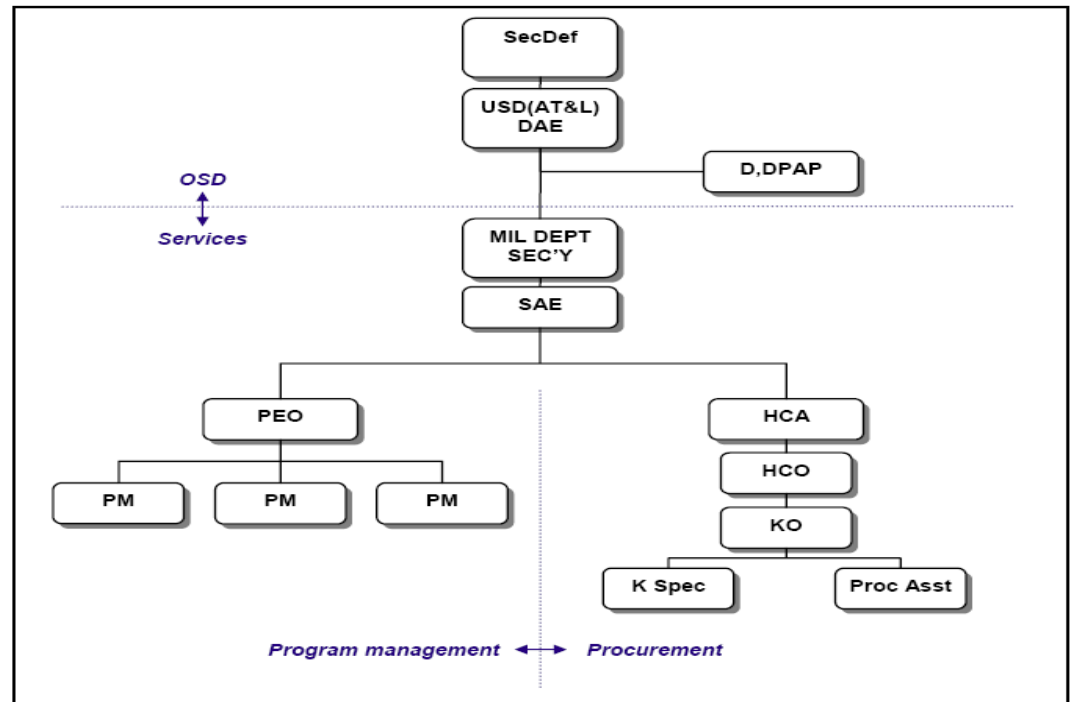 SecDef
USD(AT&L)
DAE
D,DPAP
OSD
Services
MIL DEPT
SEC'Y
SAE
PEO
HCA
HCO
PM
PM
PM
KO
K Spec
Proc Asst
Program management
Procurement